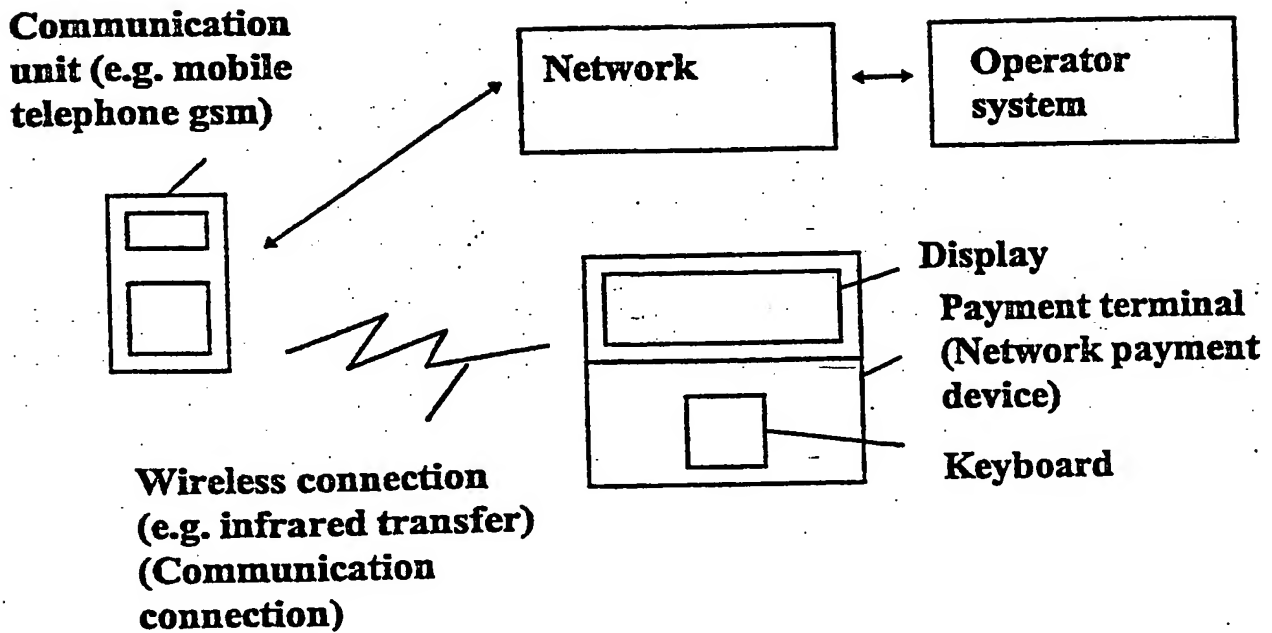 Communication
unit (e.g. mobile
telephone gsm)
Network
Operator
system
Display
Payment terminal
(Network payment
device)
Keyboard
Wireless connection
(e.g. infrared transfer)
(Communication
connection)